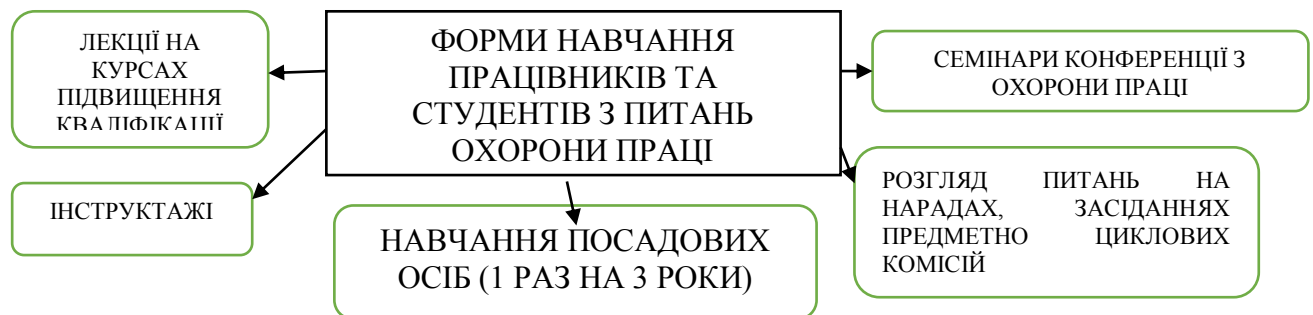 ЛЕКЦІЇ НА
КУРСАХ
ПІДВИЩЕННЯ
КВАЛІФІКАЦІЇ
ФОРМИ НАВЧАННЯ
ПРАЦІВНИКІВ ТА
СТУДЕНТІВ З ПИТАНЬ
ОХОРОНИ ПРАЦІ
СЕМІНАРИ КОНФЕРЕНЦІЇ З
ОХОРОНИ ПРАЦІ
ІНСТРУКТАЖІ
НАВЧАННЯ ПОСАДОВИХ
ОСІБ (1 РАЗ НА 3 РОКИ)
РОЗГЛЯД ПИТАНЬ НА
НАРАДАХ, ЗАСІДАННЯХ
ПРЕДМЕТНО ЦИКЛОВИХ
КОМІСІЙ